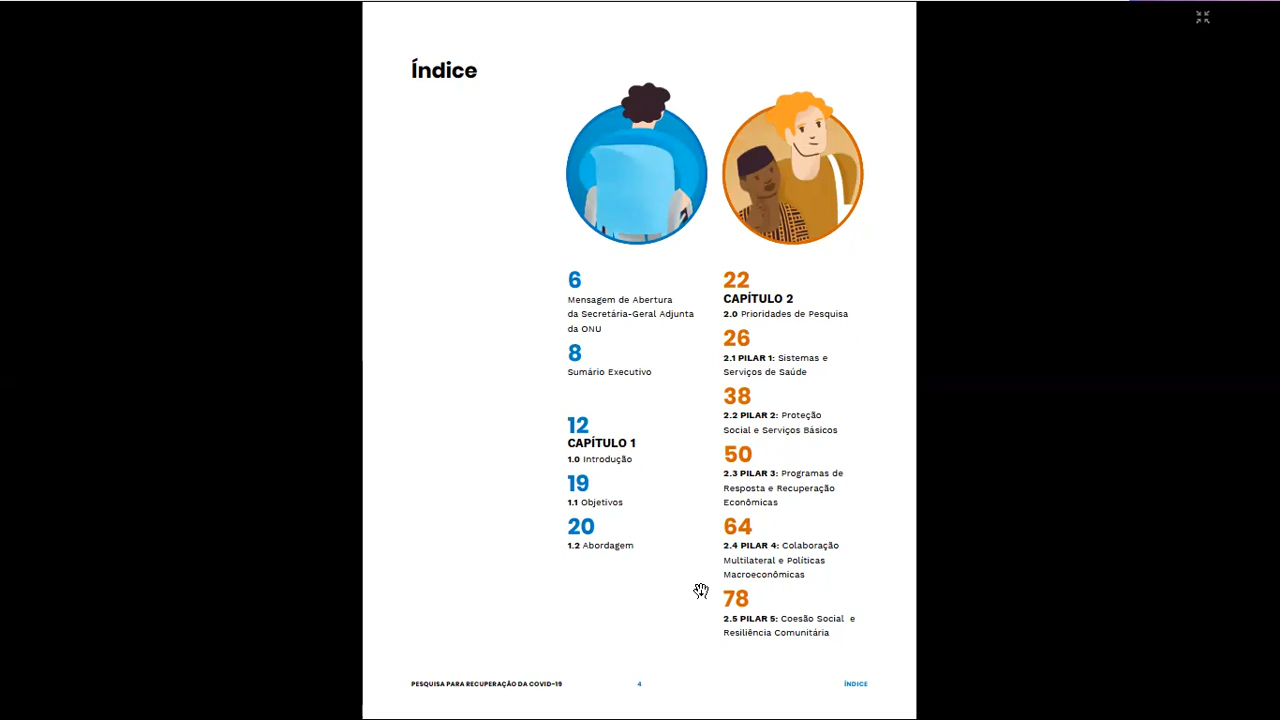 Índice
6
Mensagem de Abertura
da Secretária-Geral Adjunta
da ONU
8
Sumário Executivo
12
CAPÍTULO 1
1.0 Introdução
19
1.1 Objetivos
20
1.2 Abordagem
22
CAPÍTULO 2
2.0 Prioridades de Pesquisa
26
2.1 PILAR 1: Sistemas e
Serviços de Saúde
38
2.2 PILAR 2: Proteção
Social e Serviços Básicos
50
2.3 PILAR 3: Programas de
Resposta e Recuperação
Econômicas
64
2.4 PILAR 4: Colaboração
Multilateral e Políticas
Macroeconômicas
78
2.5 PILAR 5: Coesão Social e
Resiliência Comunitária
PESQUISA PARA RECUPERAÇÃO DA COVID-19
4
ÍNDICE